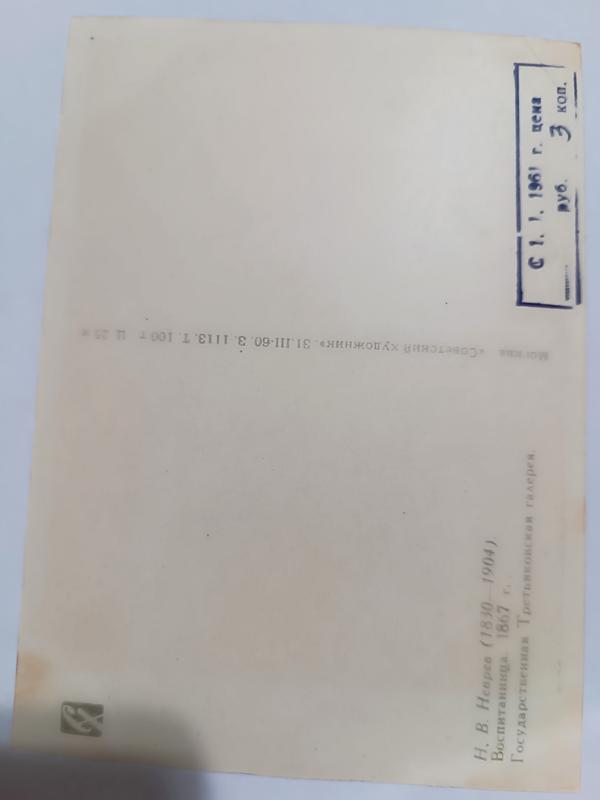 Н. В. Неврев (1830—1904).
Воспитанница. 1867 г.
Государственная Третьяковская галерея.
С 1. 1. 1961 г. цена
руб. 3 коп.
Москва „Советский художник“. 31.III-60. З. 1113. Т. 100 т Ц. 25 к
СХ